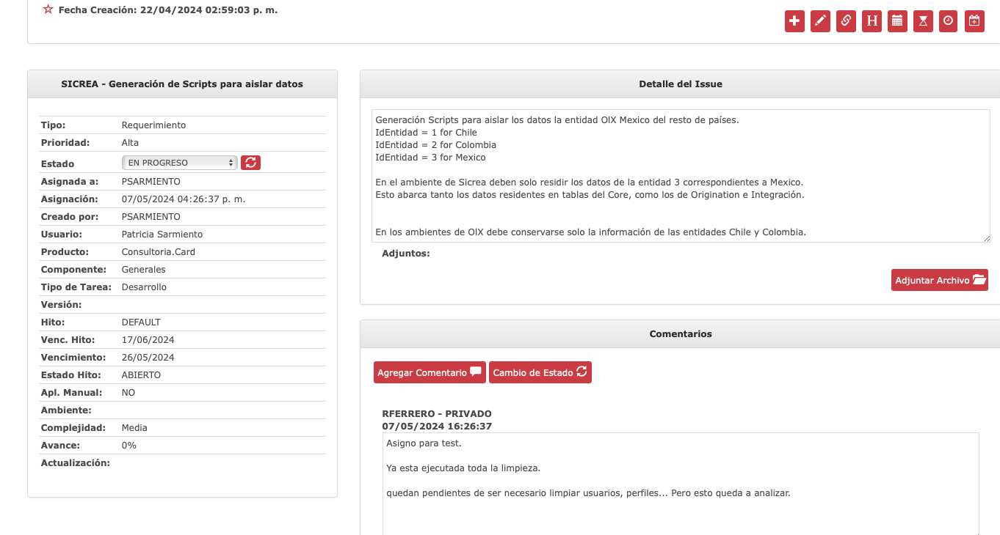 Fecha Creación: 22/04/2024 02:59:03 p. m.
H
SICREA - Generación de Scripts para aislar datos
Tipo: Requerimiento
Prioridad: Alta
Estado EN PROGRESO
Asignada a: PSARMIENTO
Asignación: 07/05/2024 04:26:37 p. m.
Creado por: PSARMIENTO
Usuario: Patricia Sarmiento
Producto: Consultoria.Card
Componente: Generales
Tipo de Tarea: Desarrollo
Versión:
Hito: DEFAULT
Venc. Hito: 17/06/2024
Vencimiento: 26/05/2024
Estado Hito: ABIERTO
Apl. Manual: NO
Ambiente:
Complejidad: Media
Avance: 0%
Actualización:
Detalle del Issue
Generación Scripts para aislar los datos la entidad OlX Mexico del resto de países.
IdEntidad = 1 for Chile
IdEntidad = 2 for Colombia
IdEntidad = 3 for Mexico
En el ambiente de Sicrea deben solo residir los datos de la entidad 3 correspondientes a Mexico.
Esto abarca tanto los datos residentes en tablas del Core, como los de Origination e Integración.
En los ambientes de OlX debe conservarse solo la información de las entidades Chile y Colombia.
Adjuntos:
Adjuntar Archivo
Comentarios
Agregar Comentario Cambio de Estado
RFERRERO - PRIVADO
07/05/2024 16:26:37
Asigno para test.
Ya esta ejecutada toda la limpieza.
quedan pendientes de ser necesario limpiar usuarios, perfiles... Pero esto queda a analizar.